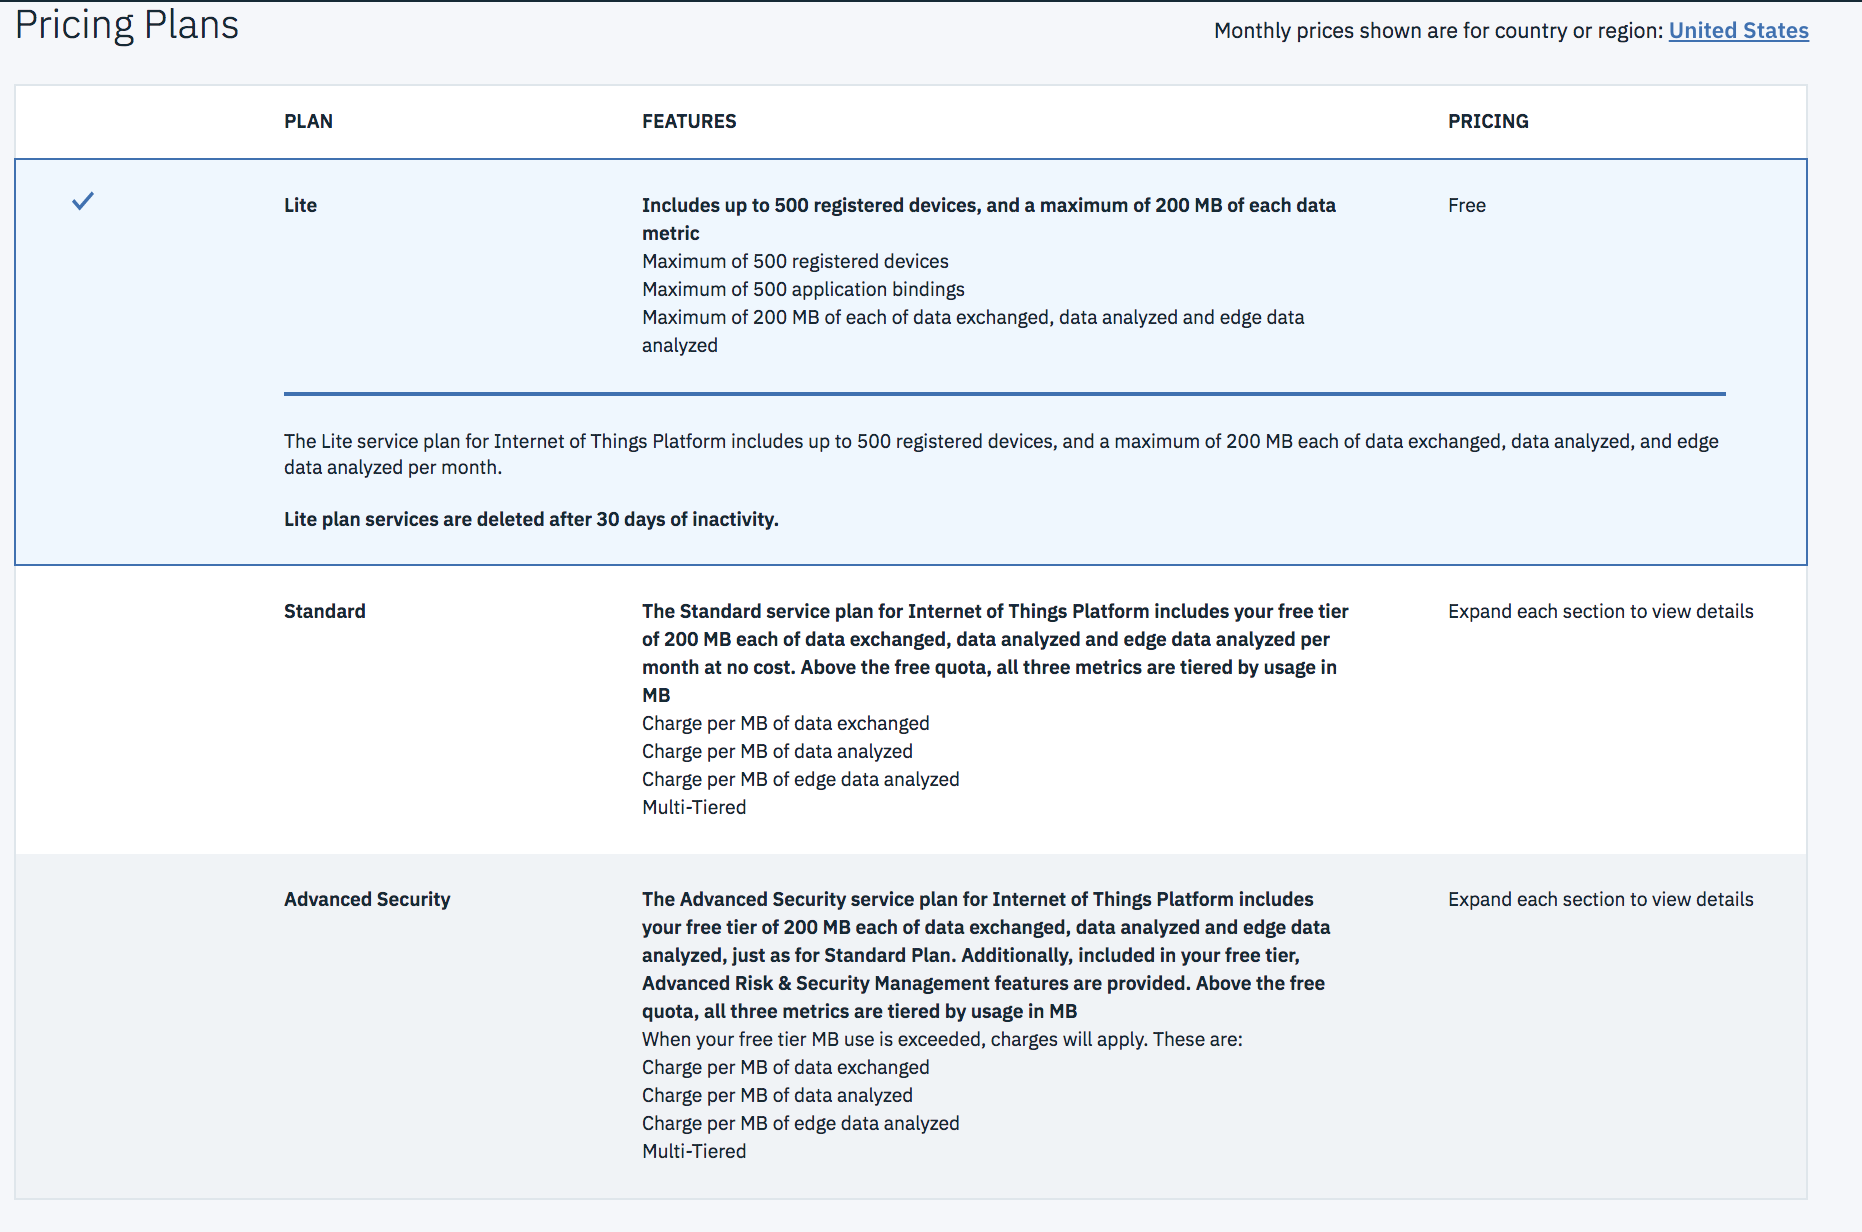 Pricing Plans
Monthly prices shown are for country or region: United States
PLAN
FEATURES
PRICING
Lite
Includes up to 500 registered devices, and a maximum of 200 MB of each data
metric
Maximum of 500 registered devices
Maximum of 500 application bindings
Maximum of 200 MB of each of data exchanged, data analyzed and edge data
analyzed
Free
The Lite service plan for Internet of Things Platform includes up to 500 registered devices, and a maximum of 200 MB each of data exchanged, data analyzed, and edge
data analyzed per month.
Lite plan services are deleted after 30 days of inactivity.
Standard
The Standard service plan for Internet of Things Platform includes your free tier
of 200 MB each of data exchanged, data analyzed and edge data analyzed per
month at no cost. Above the free quota, all three metrics are tiered by usage in
MB
Charge per MB of data exchanged
Charge per MB of data analyzed
Charge per MB of edge data analyzed
Multi-Tiered
Expand each section to view details
Advanced Security
The Advanced Security service plan for Internet of Things Platform includes
your free tier of 200 MB each of data exchanged, data analyzed and edge data
analyzed, just as for Standard Plan. Additionally, included in your free tier,
Advanced Risk & Security Management features are provided. Above the free
quota, all three metrics are tiered by usage in MB
When your free tier MB use is exceeded, charges will apply. These are:
Charge per MB of data exchanged
Charge per MB of data analyzed
Charge per MB of edge data analyzed
Multi-Tiered
Expand each section to view details